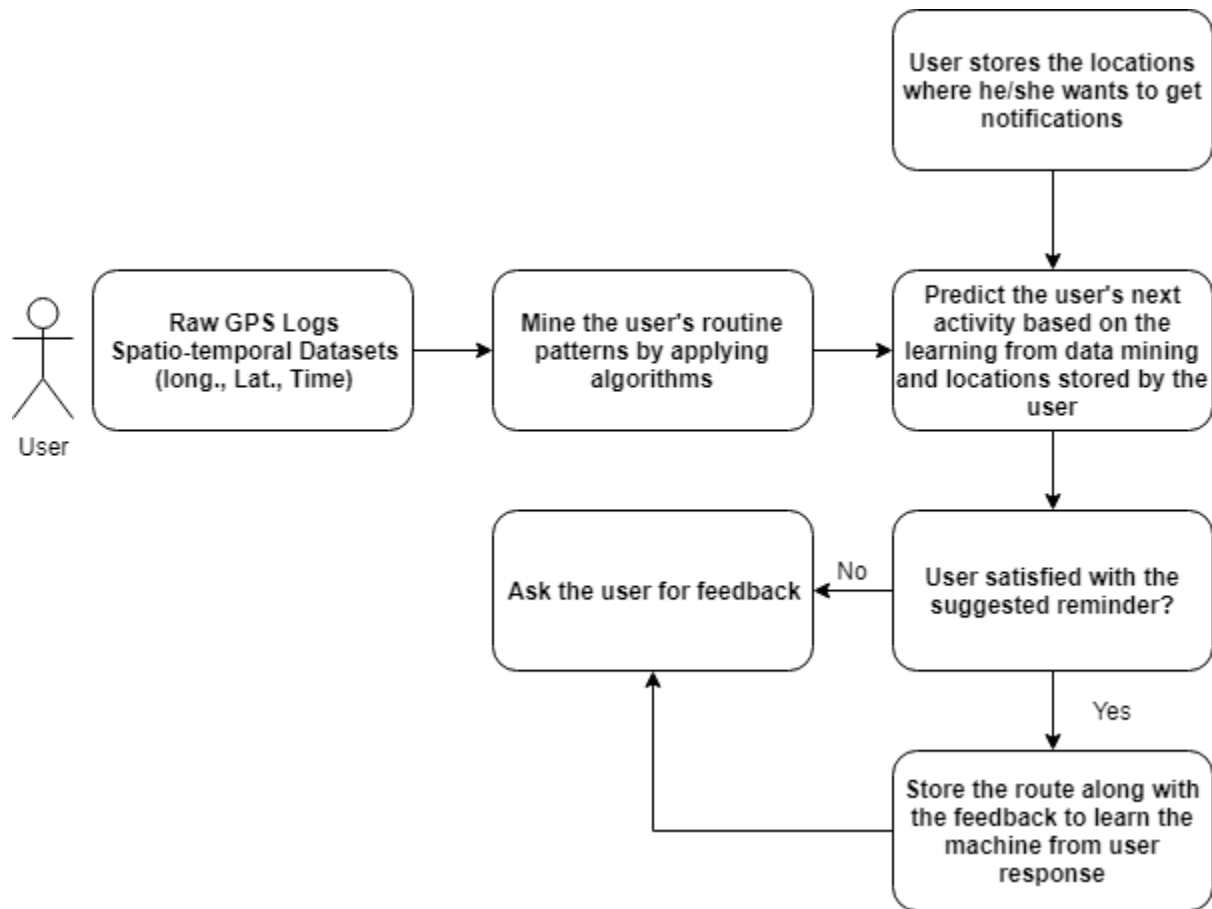 User stores the locations
where he/she wants to get
notifications
Raw GPS Logs
Spatio-temporal Datasets
(long., Lat., Time)
Mine the user's routine
patterns by applying
algorithms
Predict the user's next
activity based on the
learning from data mining
and locations stored by the
user
User
Ask the user for feedback
No
User satisfied with the
suggested reminder?
Yes
Store the route along with
the feedback to learn the
machine from user
response